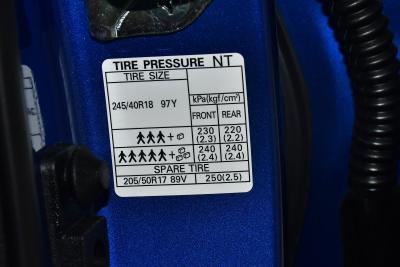 TIRE PRESSURE NT
TIRE SIZE
245/40R18 97Y
kPa(kgf/cm²)
FRONT REAR
+ 230 (2.3) 220 (2.2)
+ 240 (2.4) 240 (2.4)
SPARE TIRE
205/50R17 89V 250(2.5)